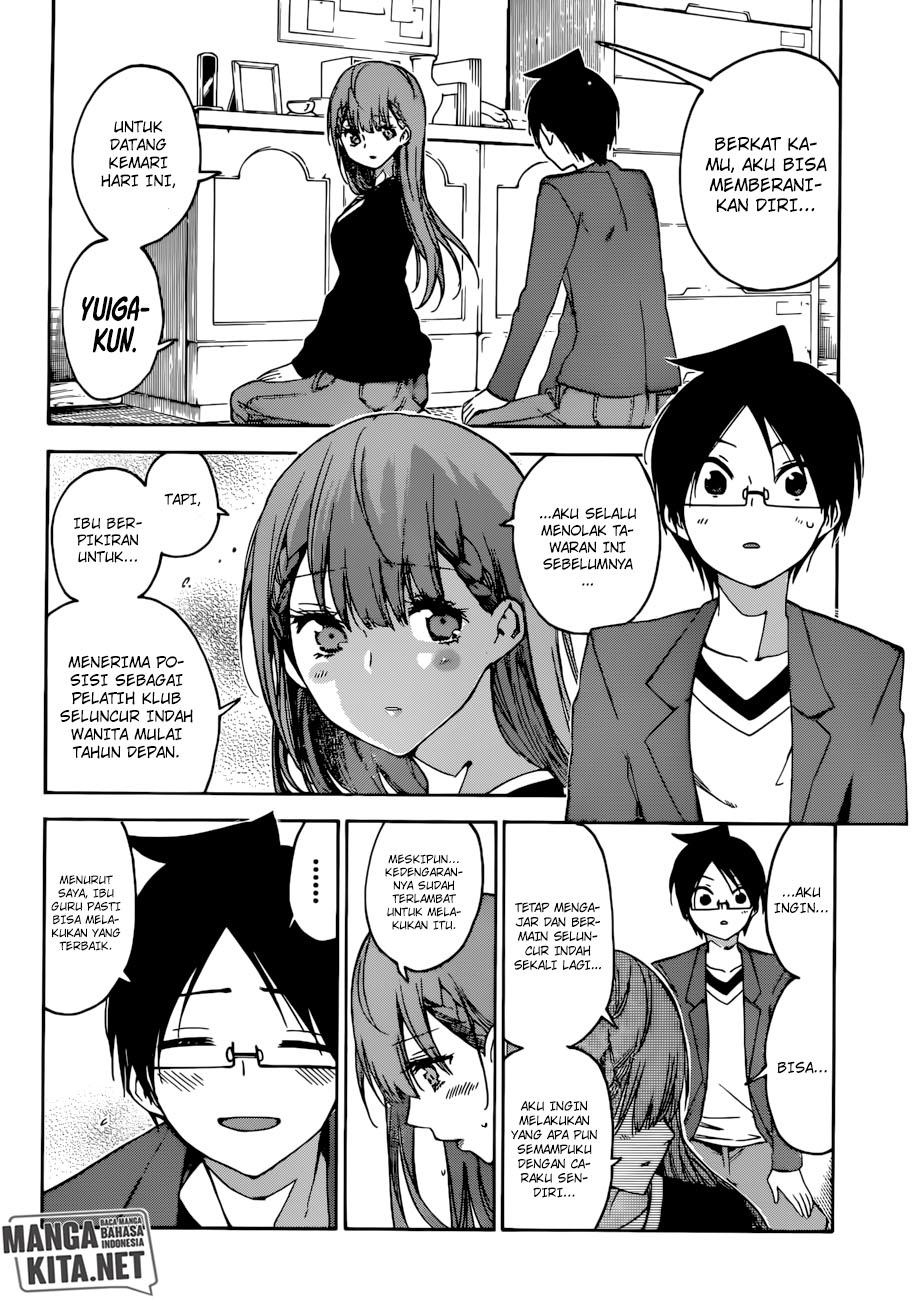 BERKAT KA-
MU, AKU BISA
MEMBERANI-
KAN DIRI...
UNTUK
DATANG
KEMARI
HARI INI,
YUIGA-
KUN.
...AKU SELALU
MENOLAK TA-
WARAN INI
SEBELUMNYA
...
TAPI,
IBU BER-
PIKIRAN
UNTUK...
MENERIMA PO-
SISI SEBAGAI
PELATIH KLUB
SELUNCUR INDAH
WANITA MULAI
TAHUN DEPAN.
...AKU
INGIN...
BISA...
TETAP MENGA-
JAR DAN BER-
MAIN SELUN-
CUR INDAH
SEKALI LAGI...
AKU INGIN
MELAKUKAN
YANG APA PUN
SEMAMPUKU
DENGAN CA-
RAKU SEN-
DIRI...
MESKIPUN...
KEDENGARAN-
NYA SUDAH
TERLAMBAT
UNTUK MELA-
KUKAN ITU.
........
MENURUT
SAYA, IBU
GURU PASTI
BISA MELA-
KUKAN YANG
TERBAIK.
MANGA
KITA.NET
BACA MANGA
BAHASA
INDONESIA